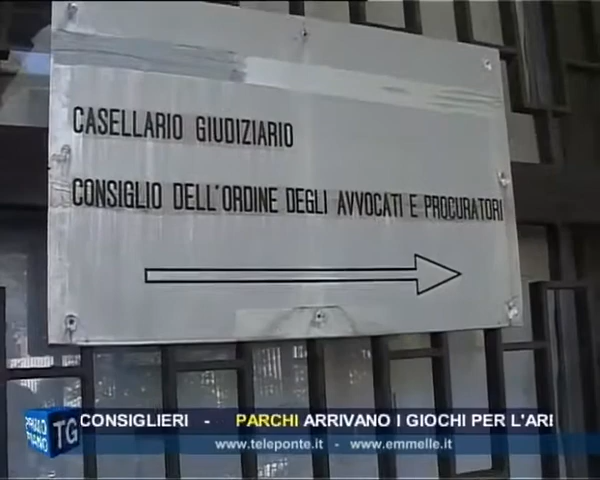 CASELLARIO GIUDIZIARIO
CONSIGLIO DELL'ORDINE DEGLI AVVOCATI E PROCURATORI
TG CONSIGLIERI - PARCHI ARRIVANO I GIOCHI PER L'ARI
www.teleponte.it - www.emmelle.it